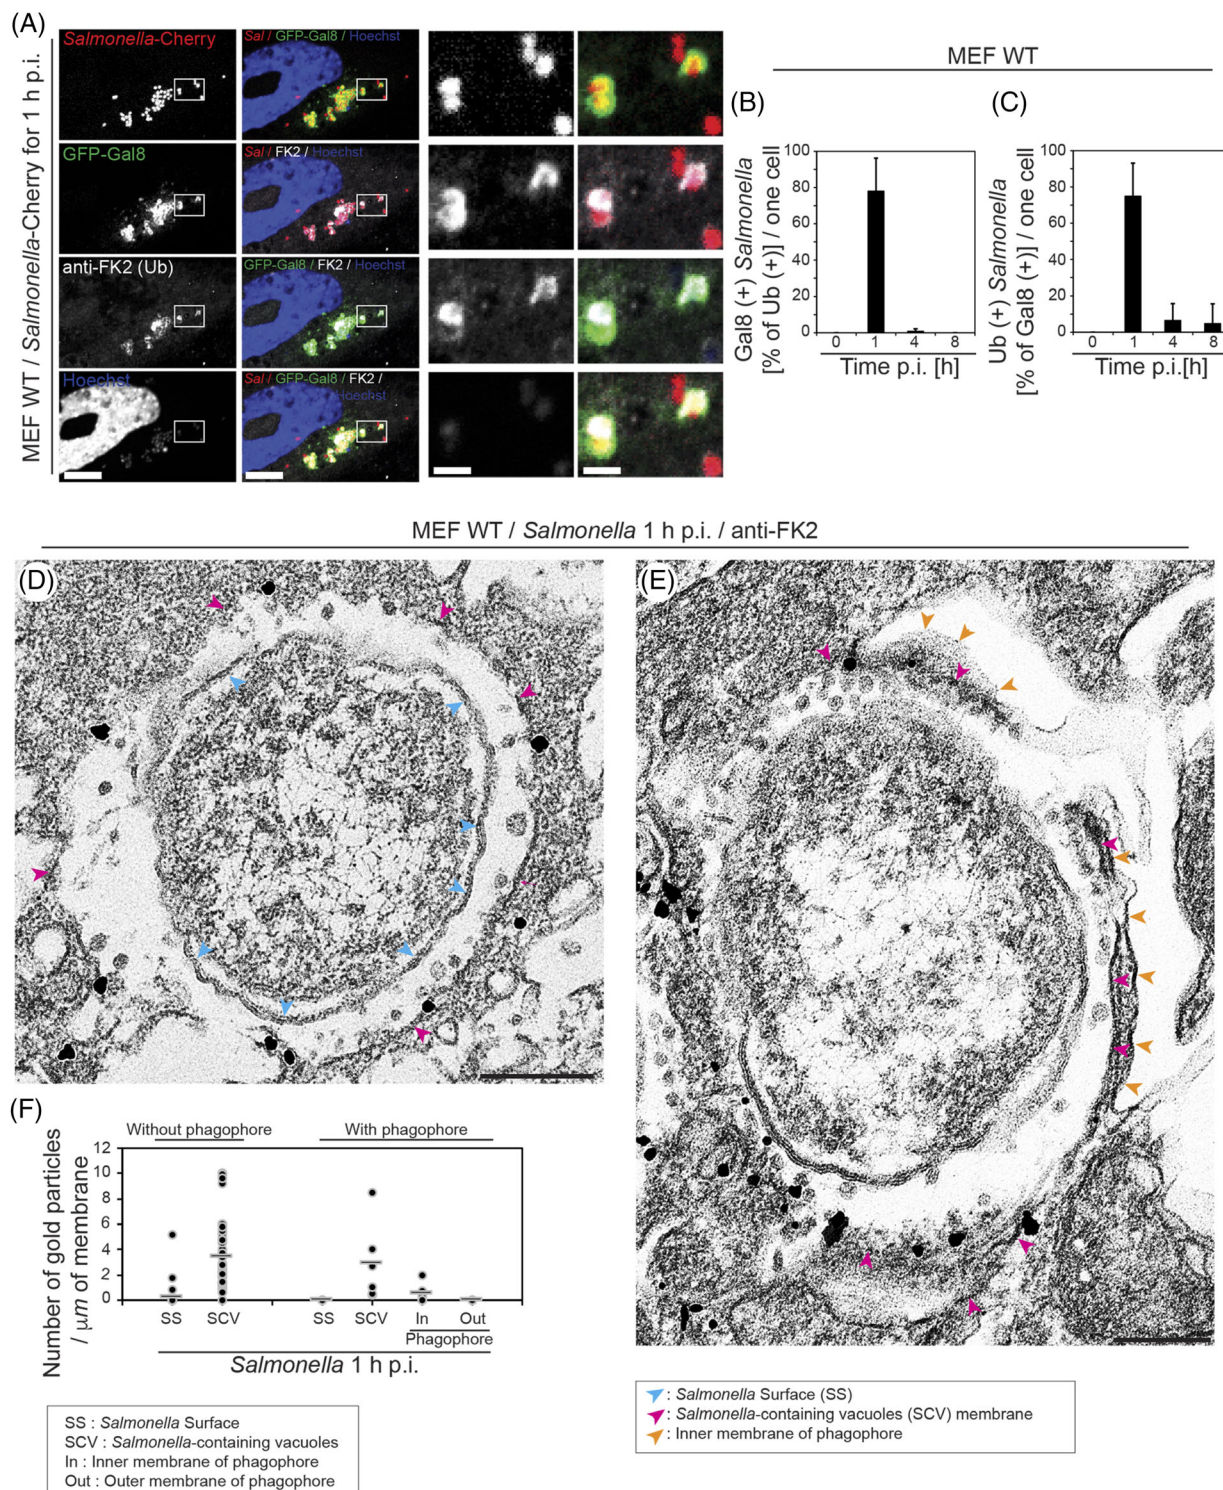 (A)
MEF WT / Salmonella-Cherry for 1 h p.i.
Salmonella-Cherry
Sal / GFP-Gal8 / Hoechst
GFP-Gal8
Sal / FK2 / Hoechst
anti-FK2 (Ub)
GFP-Gal8 / FK2 / Hoechst
Hoechst
Sal / GFP-Gal8 / FK2 /
Hoechst
MEF WT
(B)
Gal8 (+) Salmonella
[% of Ub (+)] / one cell
100
80
60
40
20
0
0 1 4 8
Time p.i. [h]
(C)
Ub (+) Salmonella
[% of Gal8 (+)] / one cell
100
80
60
40
20
0
0 1 4 8
Time p.i.[h]
MEF WT / Salmonella 1 h p.i. / anti-FK2
(D)
(E)
(F)
Number of gold particles
/ μm of membrane
Without phagophore
With phagophore
12
10
8
6
4
2
0
SS SCV SS SCV In Out
Phagophore
Salmonella 1 h p.i.
SS : Salmonella Surface
SCV : Salmonella-containing vacuoles
In : Inner membrane of phagophore
Out : Outer membrane of phagophore
: Salmonella Surface (SS)
: Salmonella-containing vacuoles (SCV) membrane
: Inner membrane of phagophore